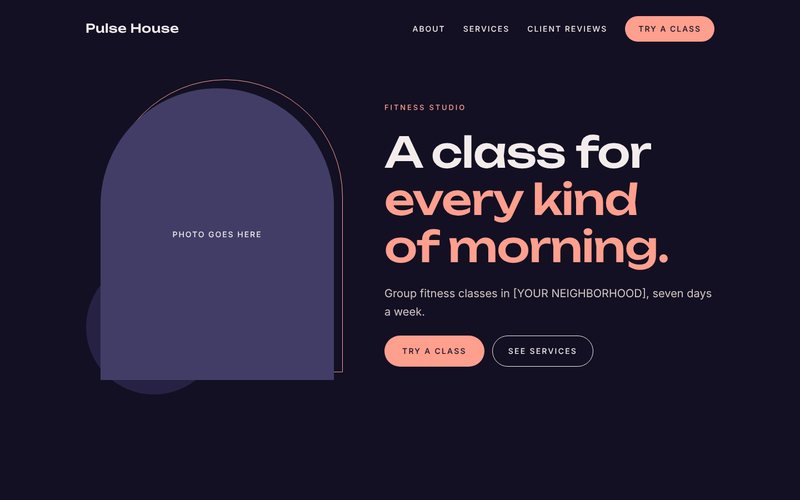 Pulse House
ABOUT
SERVICES
CLIENT REVIEWS
TRY A CLASS
PHOTO GOES HERE
FITNESS STUDIO
A class for
every kind
of morning.
Group fitness classes in [YOUR NEIGHBORHOOD], seven days
a week.
TRY A CLASS
SEE SERVICES